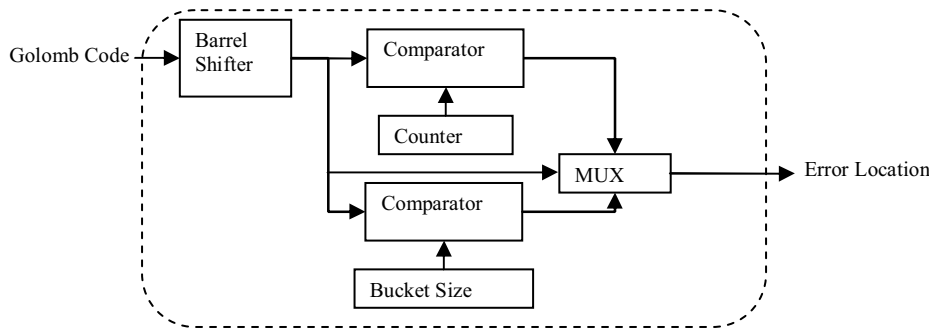 Golomb Code
Barrel
Shifter
Comparator
Counter
MUX
Error Location
Comparator
Bucket Size